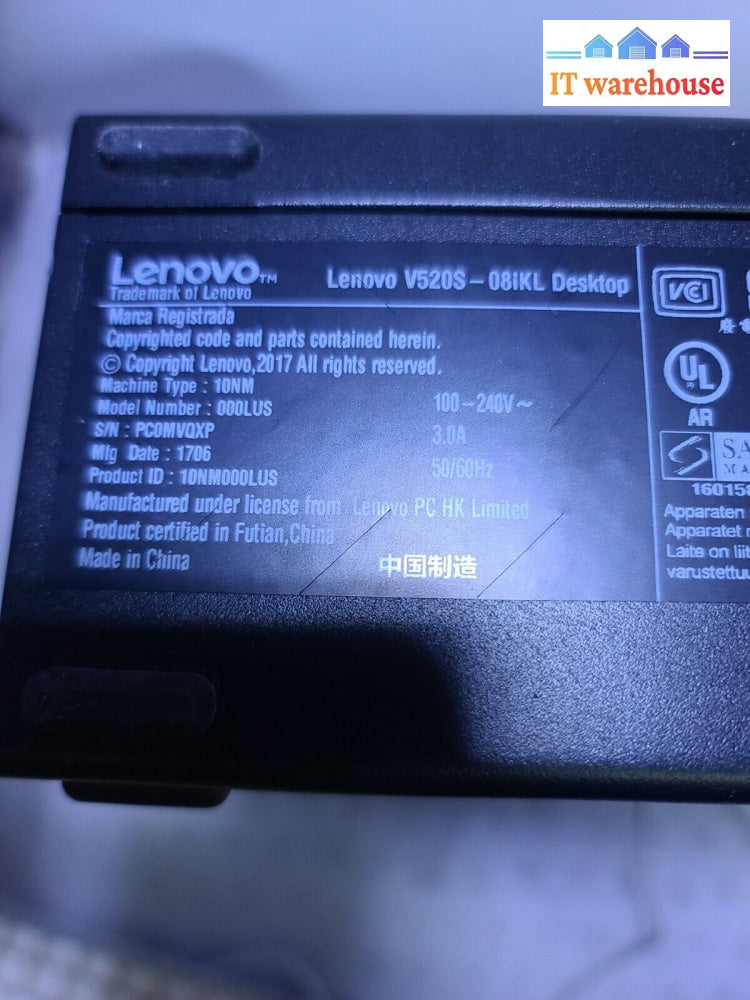 IT warehouse
Lenovo™
Lenovo V520S-08IKL Desktop
Trademark of Lenovo
Marca Registrada
Copyrighted code and parts contained herein.
© Copyright Lenovo,2017 All rights reserved.
Machine Type : 10NM
Model Number : 000LUS
100-240V~
S/N : PC0MVQXP
3.0A
Mfg Date : 1706
50/60Hz
Product ID : 10NM000LUS
Manufactured under license from Lenovo PC HK Limited
Product certified in Futian,China
Made in China
中国制造
VCI
UL
AR
SA
MA
160158
Apparaten
Apparatet
Laite on
varustettu